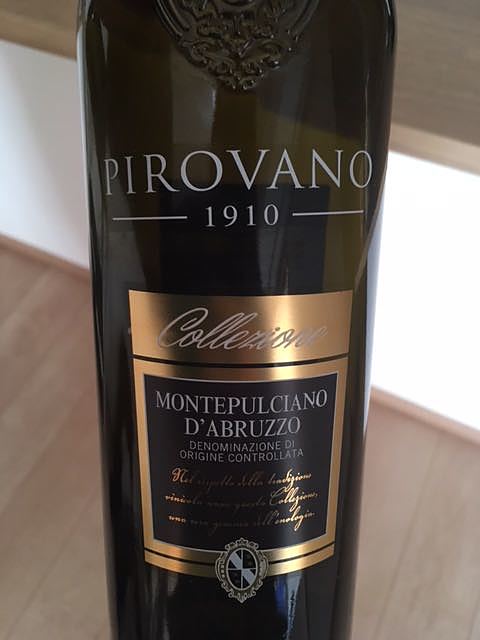 PIROVANO
1910
Collezione
MONTEPULCIANO
D'ABRUZZO
DENOMINAZIONE DI
ORIGINE CONTROLLATA
Nel rispetto della tradizione
vinicola nasce questa Collezione,
una vera gemma dell'enologia.